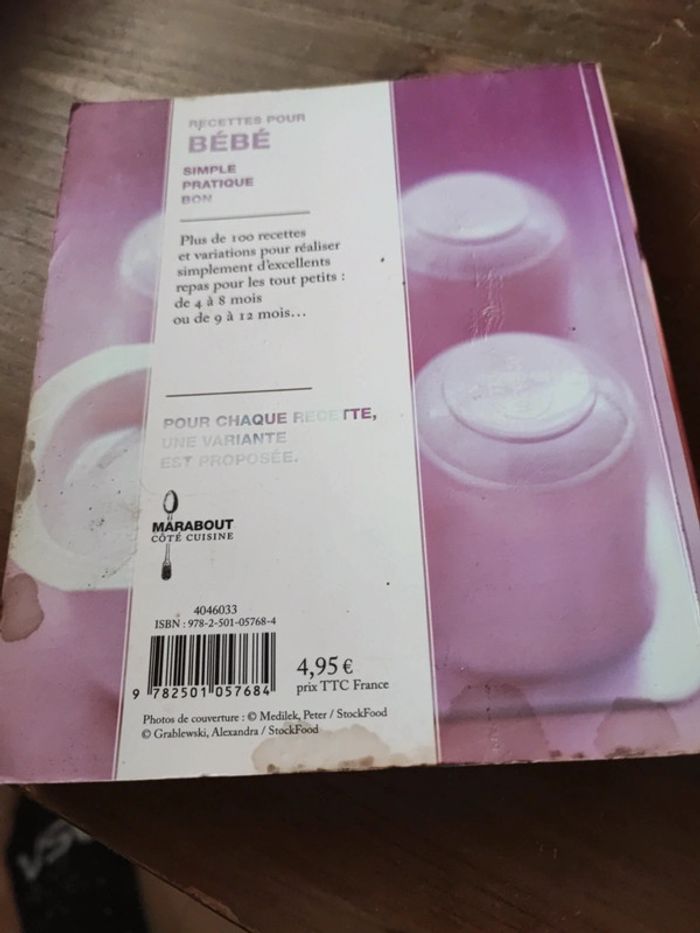 RECETTES POUR
BÉBÉ
SIMPLE
PRATIQUE
BON
Plus de 100 recettes
et variations pour réaliser
simplement d'excellents
repas pour les tout petits :
de 4 à 8 mois
ou de 9 à 12 mois...
POUR CHAQUE RECETTE,
UNE VARIANTE
EST PROPOSÉE.
MARABOUT
CÔTÉ CUISINE
4046033
ISBN : 978-2-501-05768-4
9 782501 057684
4,95 €
prix TTC France
Photos de couverture : © Medilek, Peter / StockFood
© Grablewski, Alexandra / StockFood